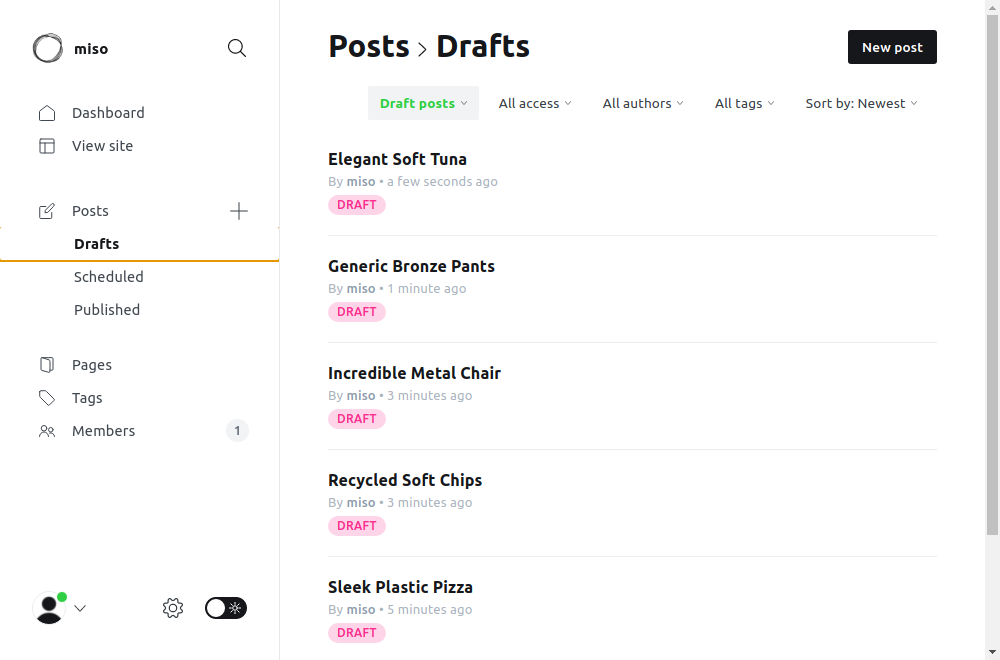 miso
Dashboard
View site
Posts
Drafts
Scheduled
Published
Pages
Tags
Members 1
Posts › Drafts
New post
Draft posts All access All authors All tags Sort by: Newest
Elegant Soft Tuna
By miso • a few seconds ago
DRAFT
Generic Bronze Pants
By miso • 1 minute ago
DRAFT
Incredible Metal Chair
By miso • 3 minutes ago
DRAFT
Recycled Soft Chips
By miso • 3 minutes ago
DRAFT
Sleek Plastic Pizza
By miso • 5 minutes ago
DRAFT